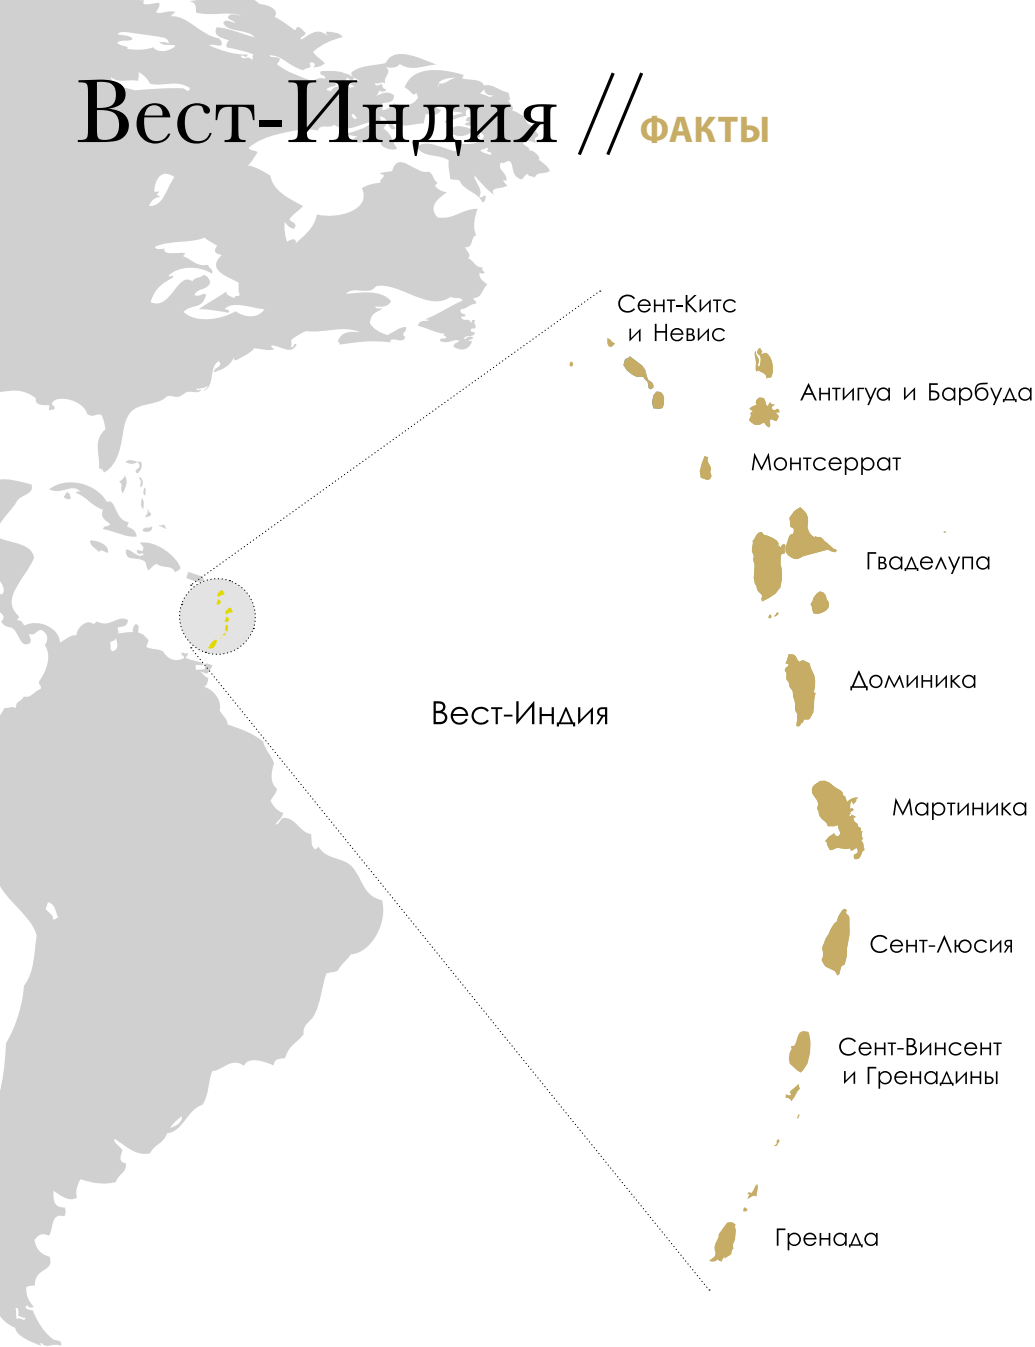 Вест-Индия // ФАКТЫ
Сент-Китс
и Невис
Антигуа и Барбуда
Монтсеррат
Гваделупа
Доминика
Вест-Индия
Мартиника
Сент-Люсия
Сент-Винсент
и Гренадины
Гренада